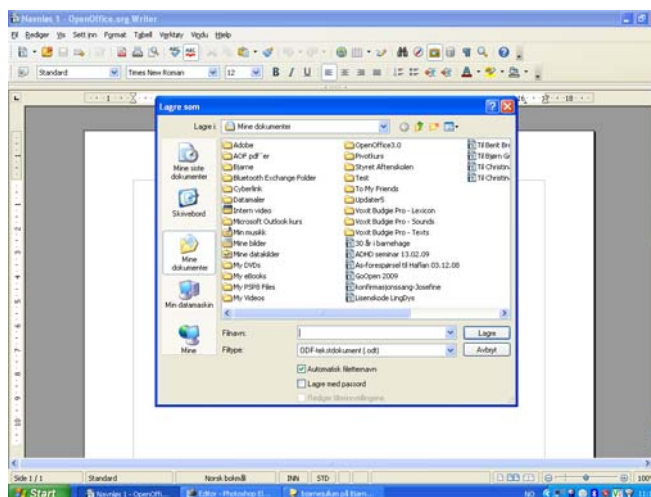 Navnløs 1 - OpenOffice.org Writer
Fil Rediger Vis Sett inn Format Tabell Verktøy Vindu Hjelp
Standard Times New Roman 12 B I U
Lagre som
Lagre i: Mine dokumenter
Mine siste dokumenter
Skrivebord
Mine dokumenter
Min datamaskin
Mine
Adobe
AOF pdf´er
Bjarne
Bluetooth Exchange Folder
Cyberlink
Datamaler
Intern video
Microsoft Outlook kurs
Min musikk
Mine bilder
Mine datakilder
My DVDs
My eBooks
My PSP8 Files
My Videos
OpenOffice3.0
Pivotkurs
Styret Aftenskolen
Test
To My Friends
Updater5
Voxit Budgie Pro - Lexicon
Voxit Budgie Pro - Sounds
Voxit Budgie Pro - Texts
30 år i barnehage
ADHD seminar 13.02.09
As-forespørsel til Haflan 03.12.08
GoOpen 2009
konfirmasjonssang-Josefine
Lisenskode LingDys
Til Berit Br
Til Bjørn G
Til Christin
Til Christin
Filnavn: Lagre
Filtype: ODF-tekstdokument (.odt) Avbryt
Automatisk filetternavn
Lagre med passord
Side 1 / 1 Standard Norsk bokmål INN STD 100%
Start Navnløs 1 - OpenOffi... Editor - Photoshop El... NO